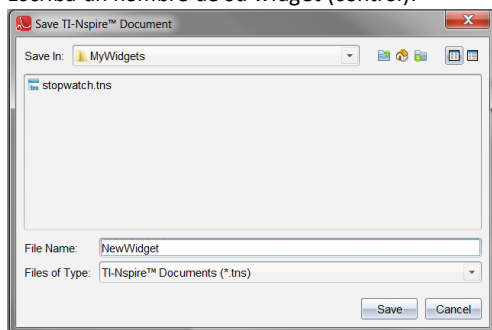 Escriba un nombre de su widget (control).
Save TI-Nspire™ Document
Save In: MyWidgets
stopwatch.tns
File Name: NewWidget
Files of Type: TI-Nspire™ Documents (*.tns)
Save Cancel